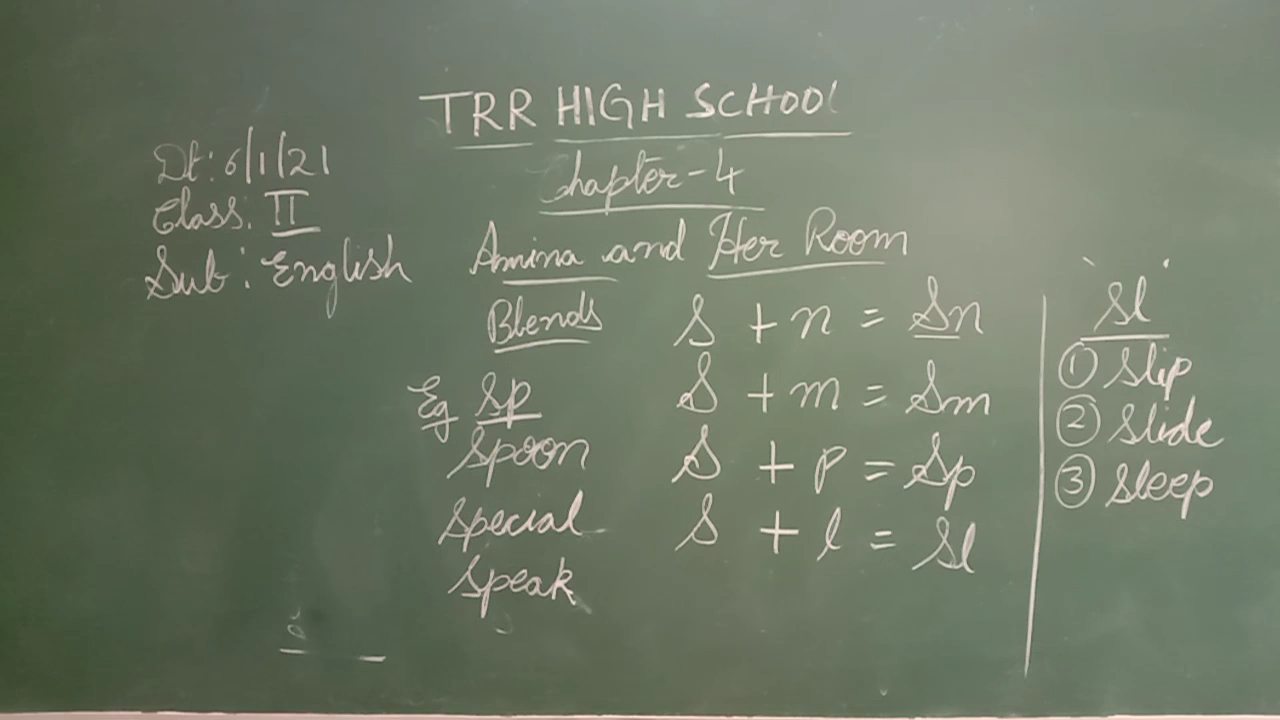 TRR HIGH SCHOOL
Dt: 6/1/21
Class: II
Sub: English
Chapter-4
Amina and Her Room
Blends
Eg Sp
Spoon
Special
Speak
S + n = Sn
S + m = Sm
S + p = Sp
S + l = Sl
Sl
① Slip
② Slide
③ Sleep